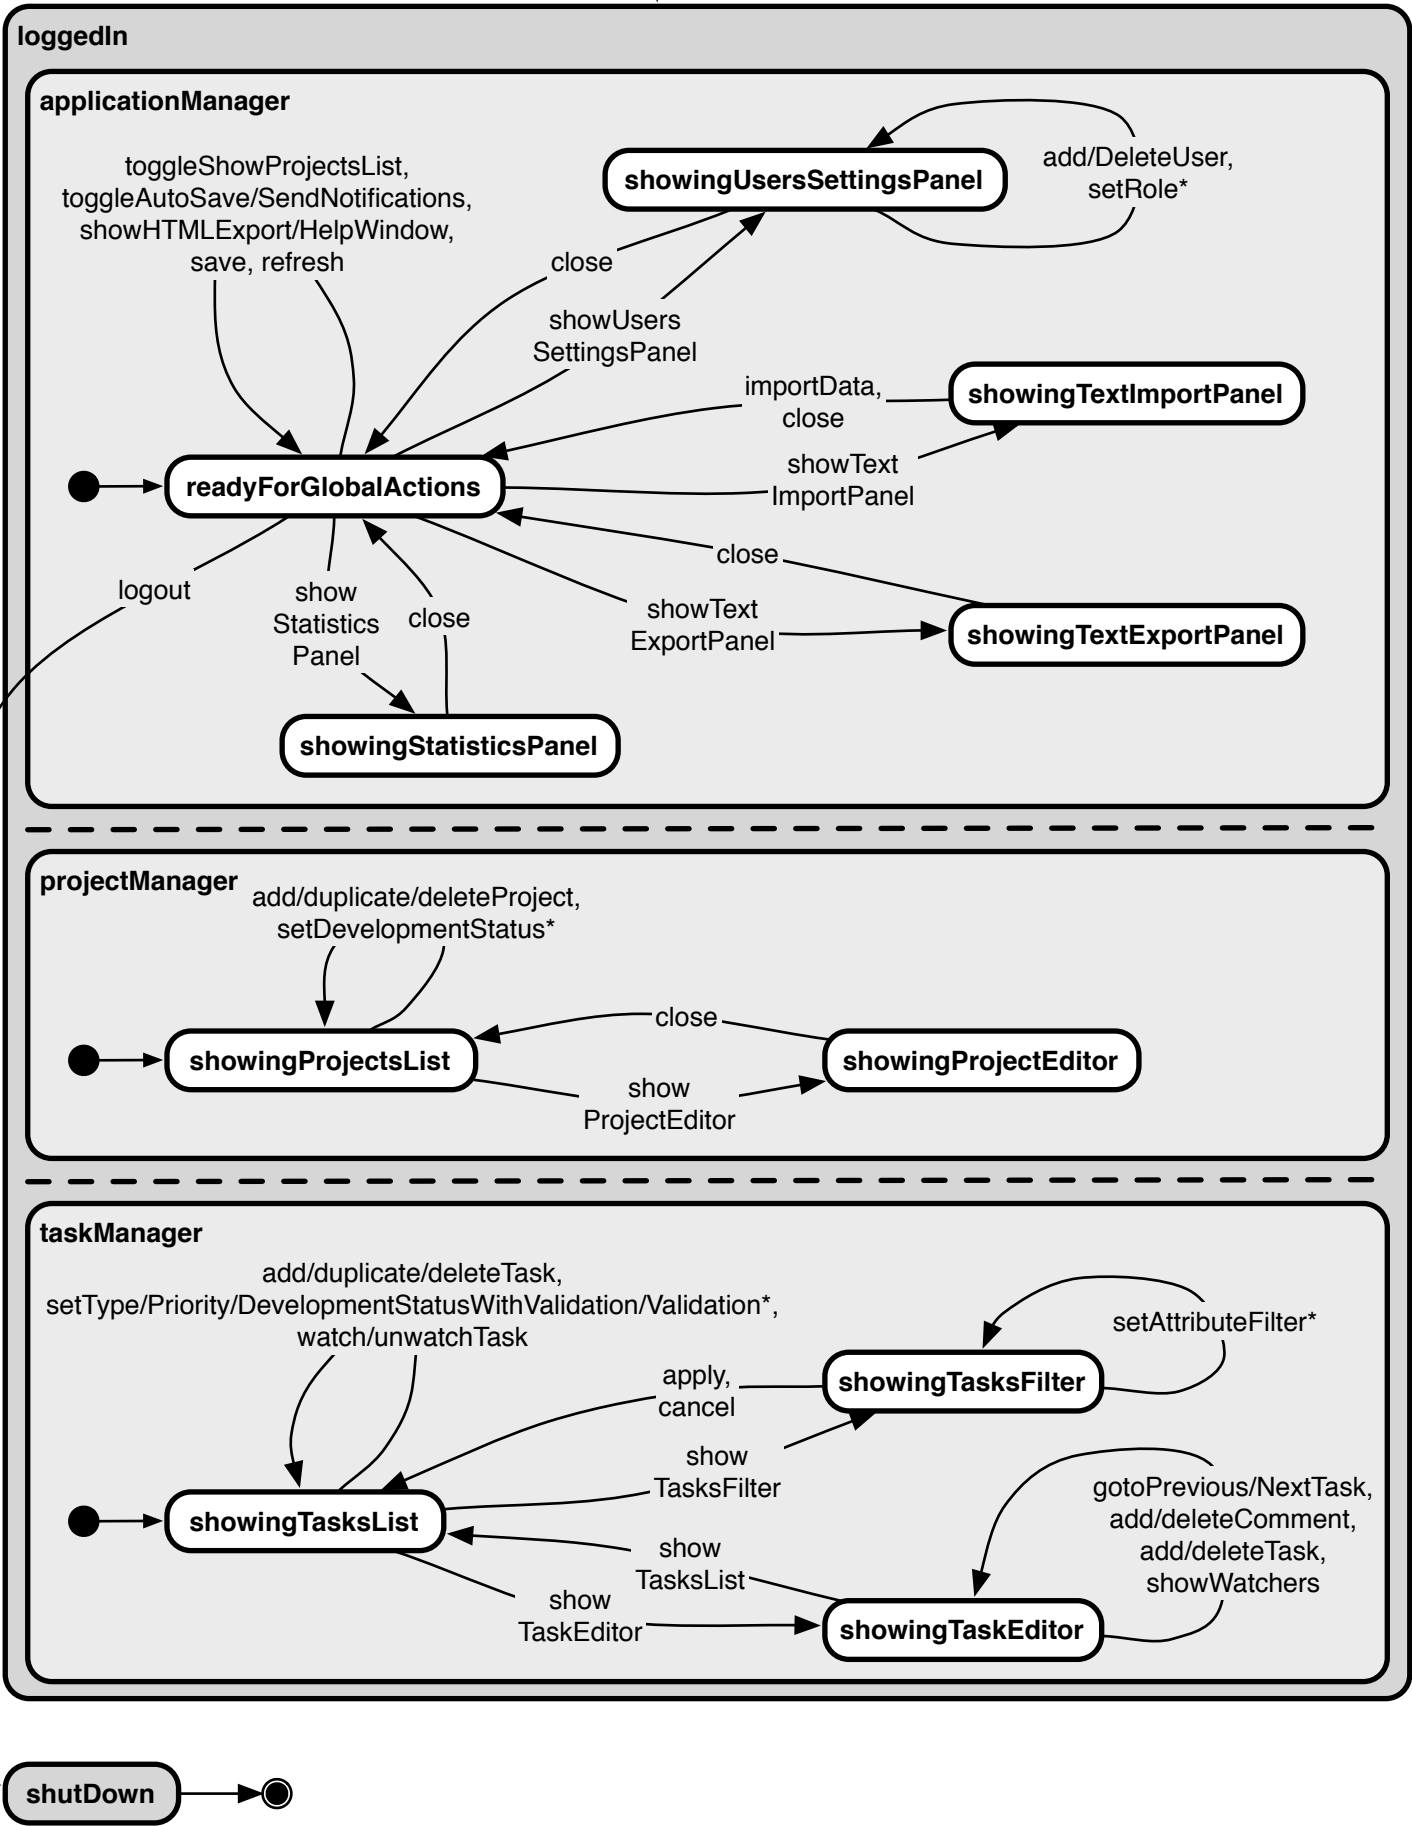 loggedIn
applicationManager
toggleShowProjectsList,
toggleAutoSave/SendNotifications,
showHTMLExport/HelpWindow,
save, refresh
showingUsersSettingsPanel
add/DeleteUser,
setRole*
close
showUsers
SettingsPanel
importData,
close
showingTextImportPanel
showText
ImportPanel
readyForGlobalActions
close
logout
show
Statistics
Panel
close
showText
ExportPanel
showingTextExportPanel
showingStatisticsPanel
projectManager
add/duplicate/deleteProject,
setDevelopmentStatus*
close
showingProjectsList
showingProjectEditor
show
ProjectEditor
taskManager
add/duplicate/deleteTask,
setType/Priority/DevelopmentStatusWithValidation/Validation*,
watch/unwatchTask
setAttributeFilter*
apply,
cancel
showingTasksFilter
show
TasksFilter
gotoPrevious/NextTask,
add/deleteComment,
add/deleteTask,
showWatchers
showingTasksList
show
TasksList
show
TaskEditor
showingTaskEditor
shutDown